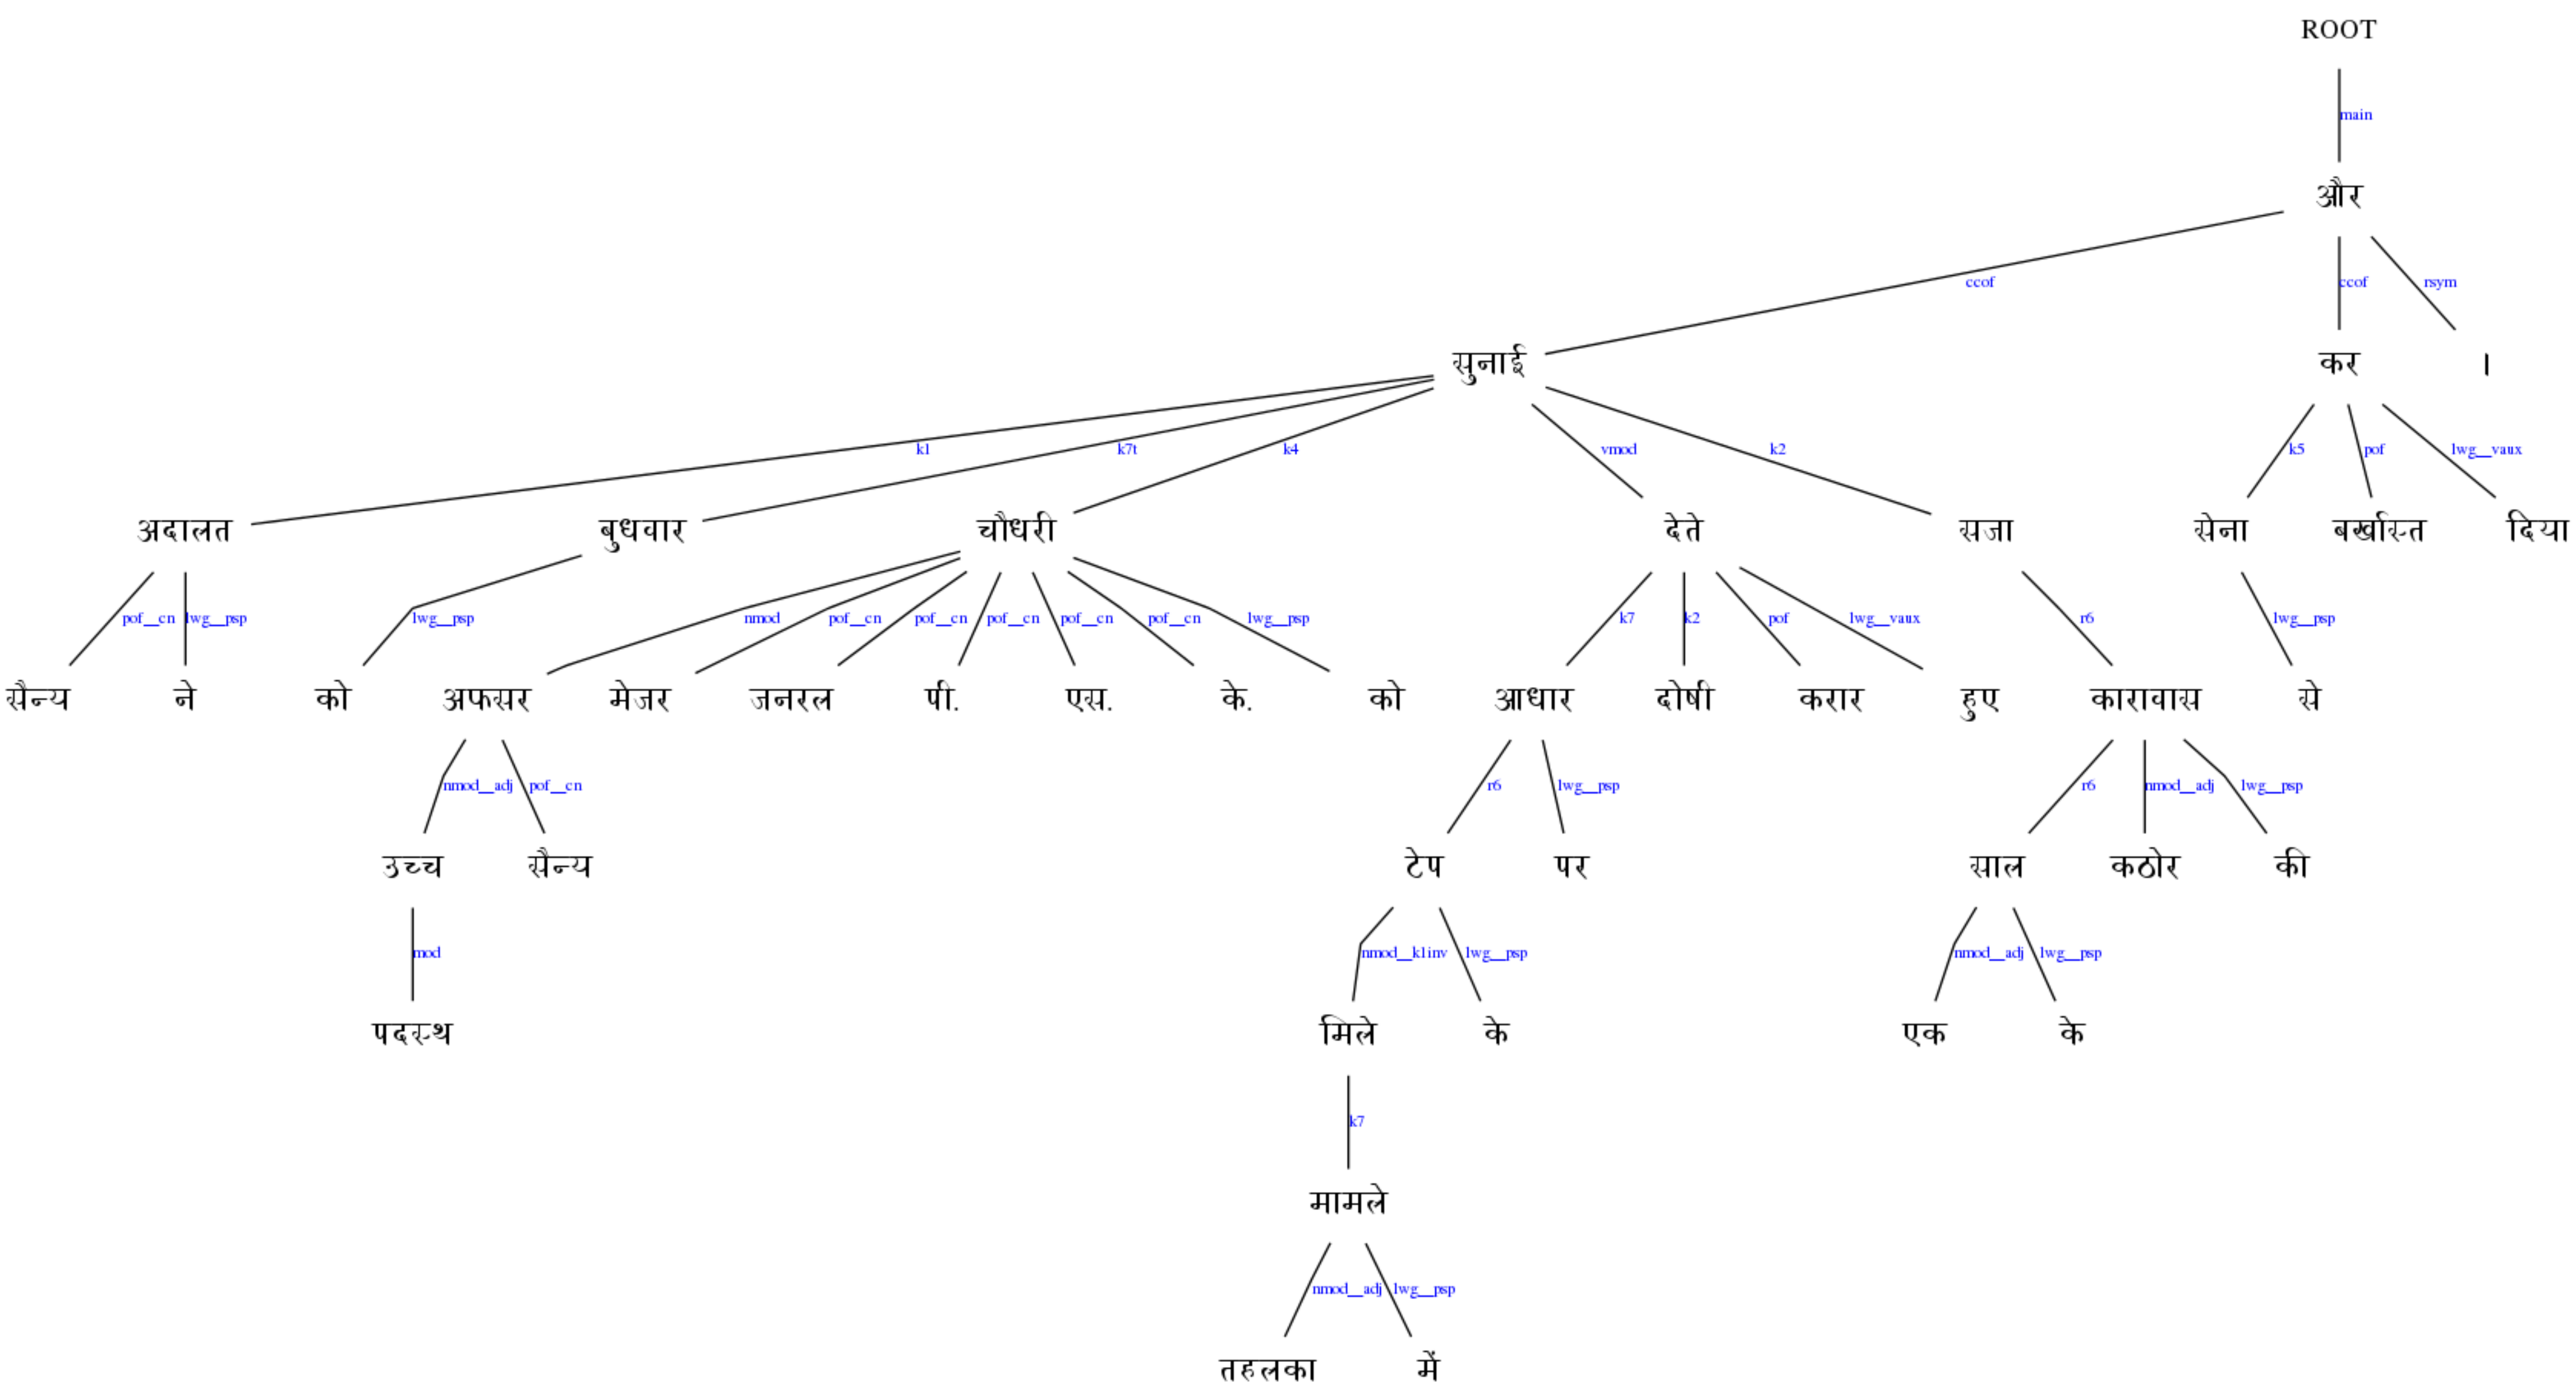 ROOT
main
और
ccof ccof rsym
सुनाई कर ।
k1 k7t k4 vmod k2 k5 pof lwg__vaux
अदालत बुधवार चौधरी देते सजा सेना बर्खास्त दिया
pof__cn lwg__psp lwg__psp nmod pof__cn pof__cn pof__cn pof__cn pof__cn lwg__psp k7 k2 pof lwg__vaux r6 lwg__psp
सैन्य ने को अफसर मेजर जनरल पी. एस. के. को आधार दोषी करार हुए कारावास से
nmod__adj pof__cn r6 lwg__psp r6 nmod__adj lwg__psp
उच्च सैन्य टेप पर साल कठोर की
mod nmod__k1inv lwg__psp nmod__adj lwg__psp
पदस्थ मिले के एक के
k7
मामले
nmod__adj lwg__psp
तहलका में